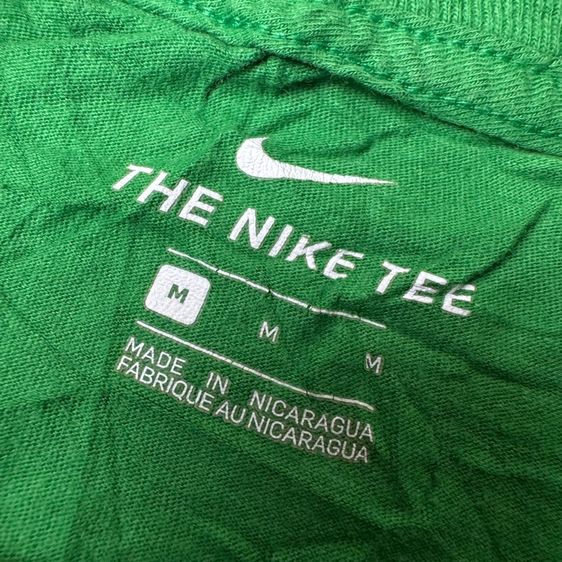 THE NIKE TEE
M M M
MADE IN NICARAGUA
FABRIQUE AU NICARAGUA